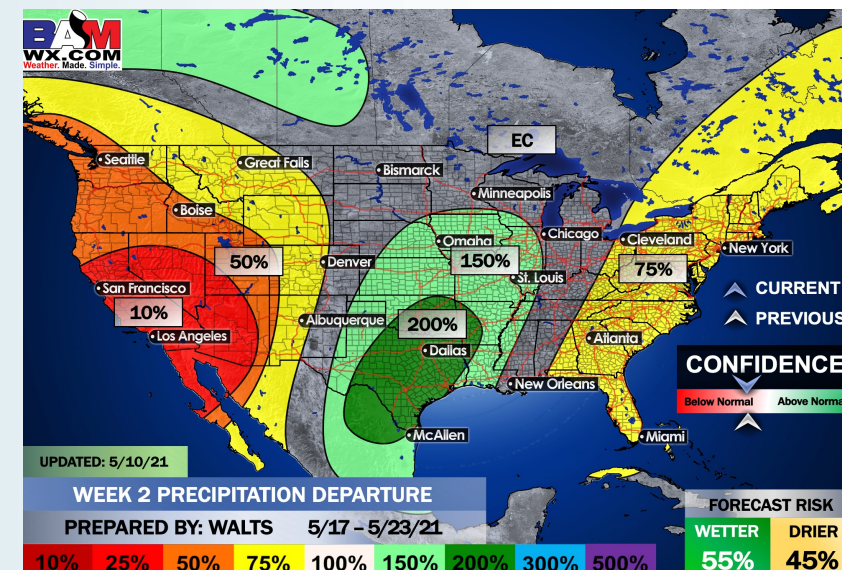 BAM
WX.COM
Weather. Made. Simple.
EC
Seattle
Great Falls
Bismarck
Minneapolis
Boise
Omaha
Chicago
Cleveland
New York
50%
Denver
150%
St. Louis
75%
San Francisco
10%
Albuquerque
200%
Los Angeles
Dallas
Atlanta
New Orleans
McAllen
Miami
CURRENT
PREVIOUS
CONFIDENCE
Below Normal Above Norma
UPDATED: 5/10/21
WEEK 2 PRECIPITATION DEPARTURE
PREPARED BY: WALTS 5/17 – 5/23/21
10% 25% 50% 75% 100% 150% 200% 300% 500%
FORECAST RISK
WETTER DRIER
55% 45%